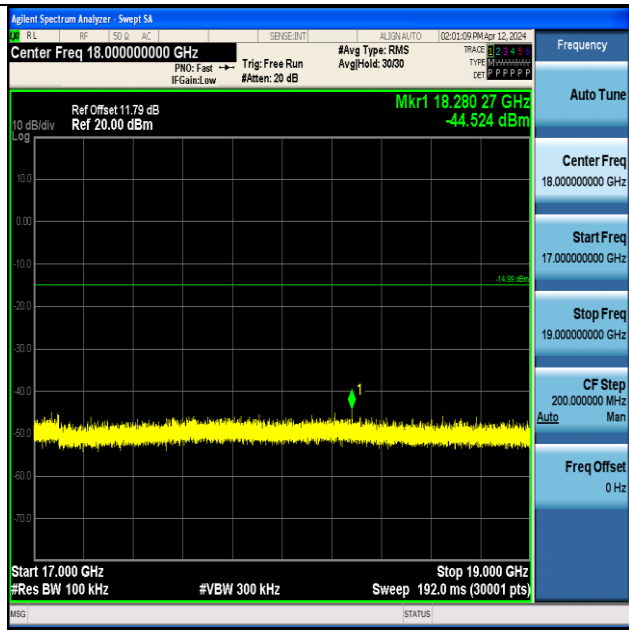 Agilent Spectrum Analyzer - Swept SA
RL RF 50 Ω AC SENSE:INT ALIGN AUTO 02:01:09 PM Apr 12, 2024
Center Freq 18.000000000 GHz
PNO: Fast
IFGain:Low
Trig: Free Run
#Atten: 20 dB
#Avg Type: RMS
Avg|Hold: 30/30
TRACE 1 2 3 4 5 6
TYPE M
DET P P P P P P
Mkr1 18.280 27 GHz
-44.524 dBm
Ref Offset 11.79 dB
10 dB/div Ref 20.00 dBm
Log
10.0
0.00
-10.0
-14.99 dBm
-20.0
-30.0
-40.0
1
-50.0
-60.0
-70.0
Start 17.000 GHz Stop 19.000 GHz
#Res BW 100 kHz #VBW 300 kHz Sweep 192.0 ms (30001 pts)
MSG STATUS
Frequency
Auto Tune
Center Freq
18.000000000 GHz
Start Freq
17.000000000 GHz
Stop Freq
19.000000000 GHz
CF Step
200.000000 MHz
Auto Man
Freq Offset
0 Hz